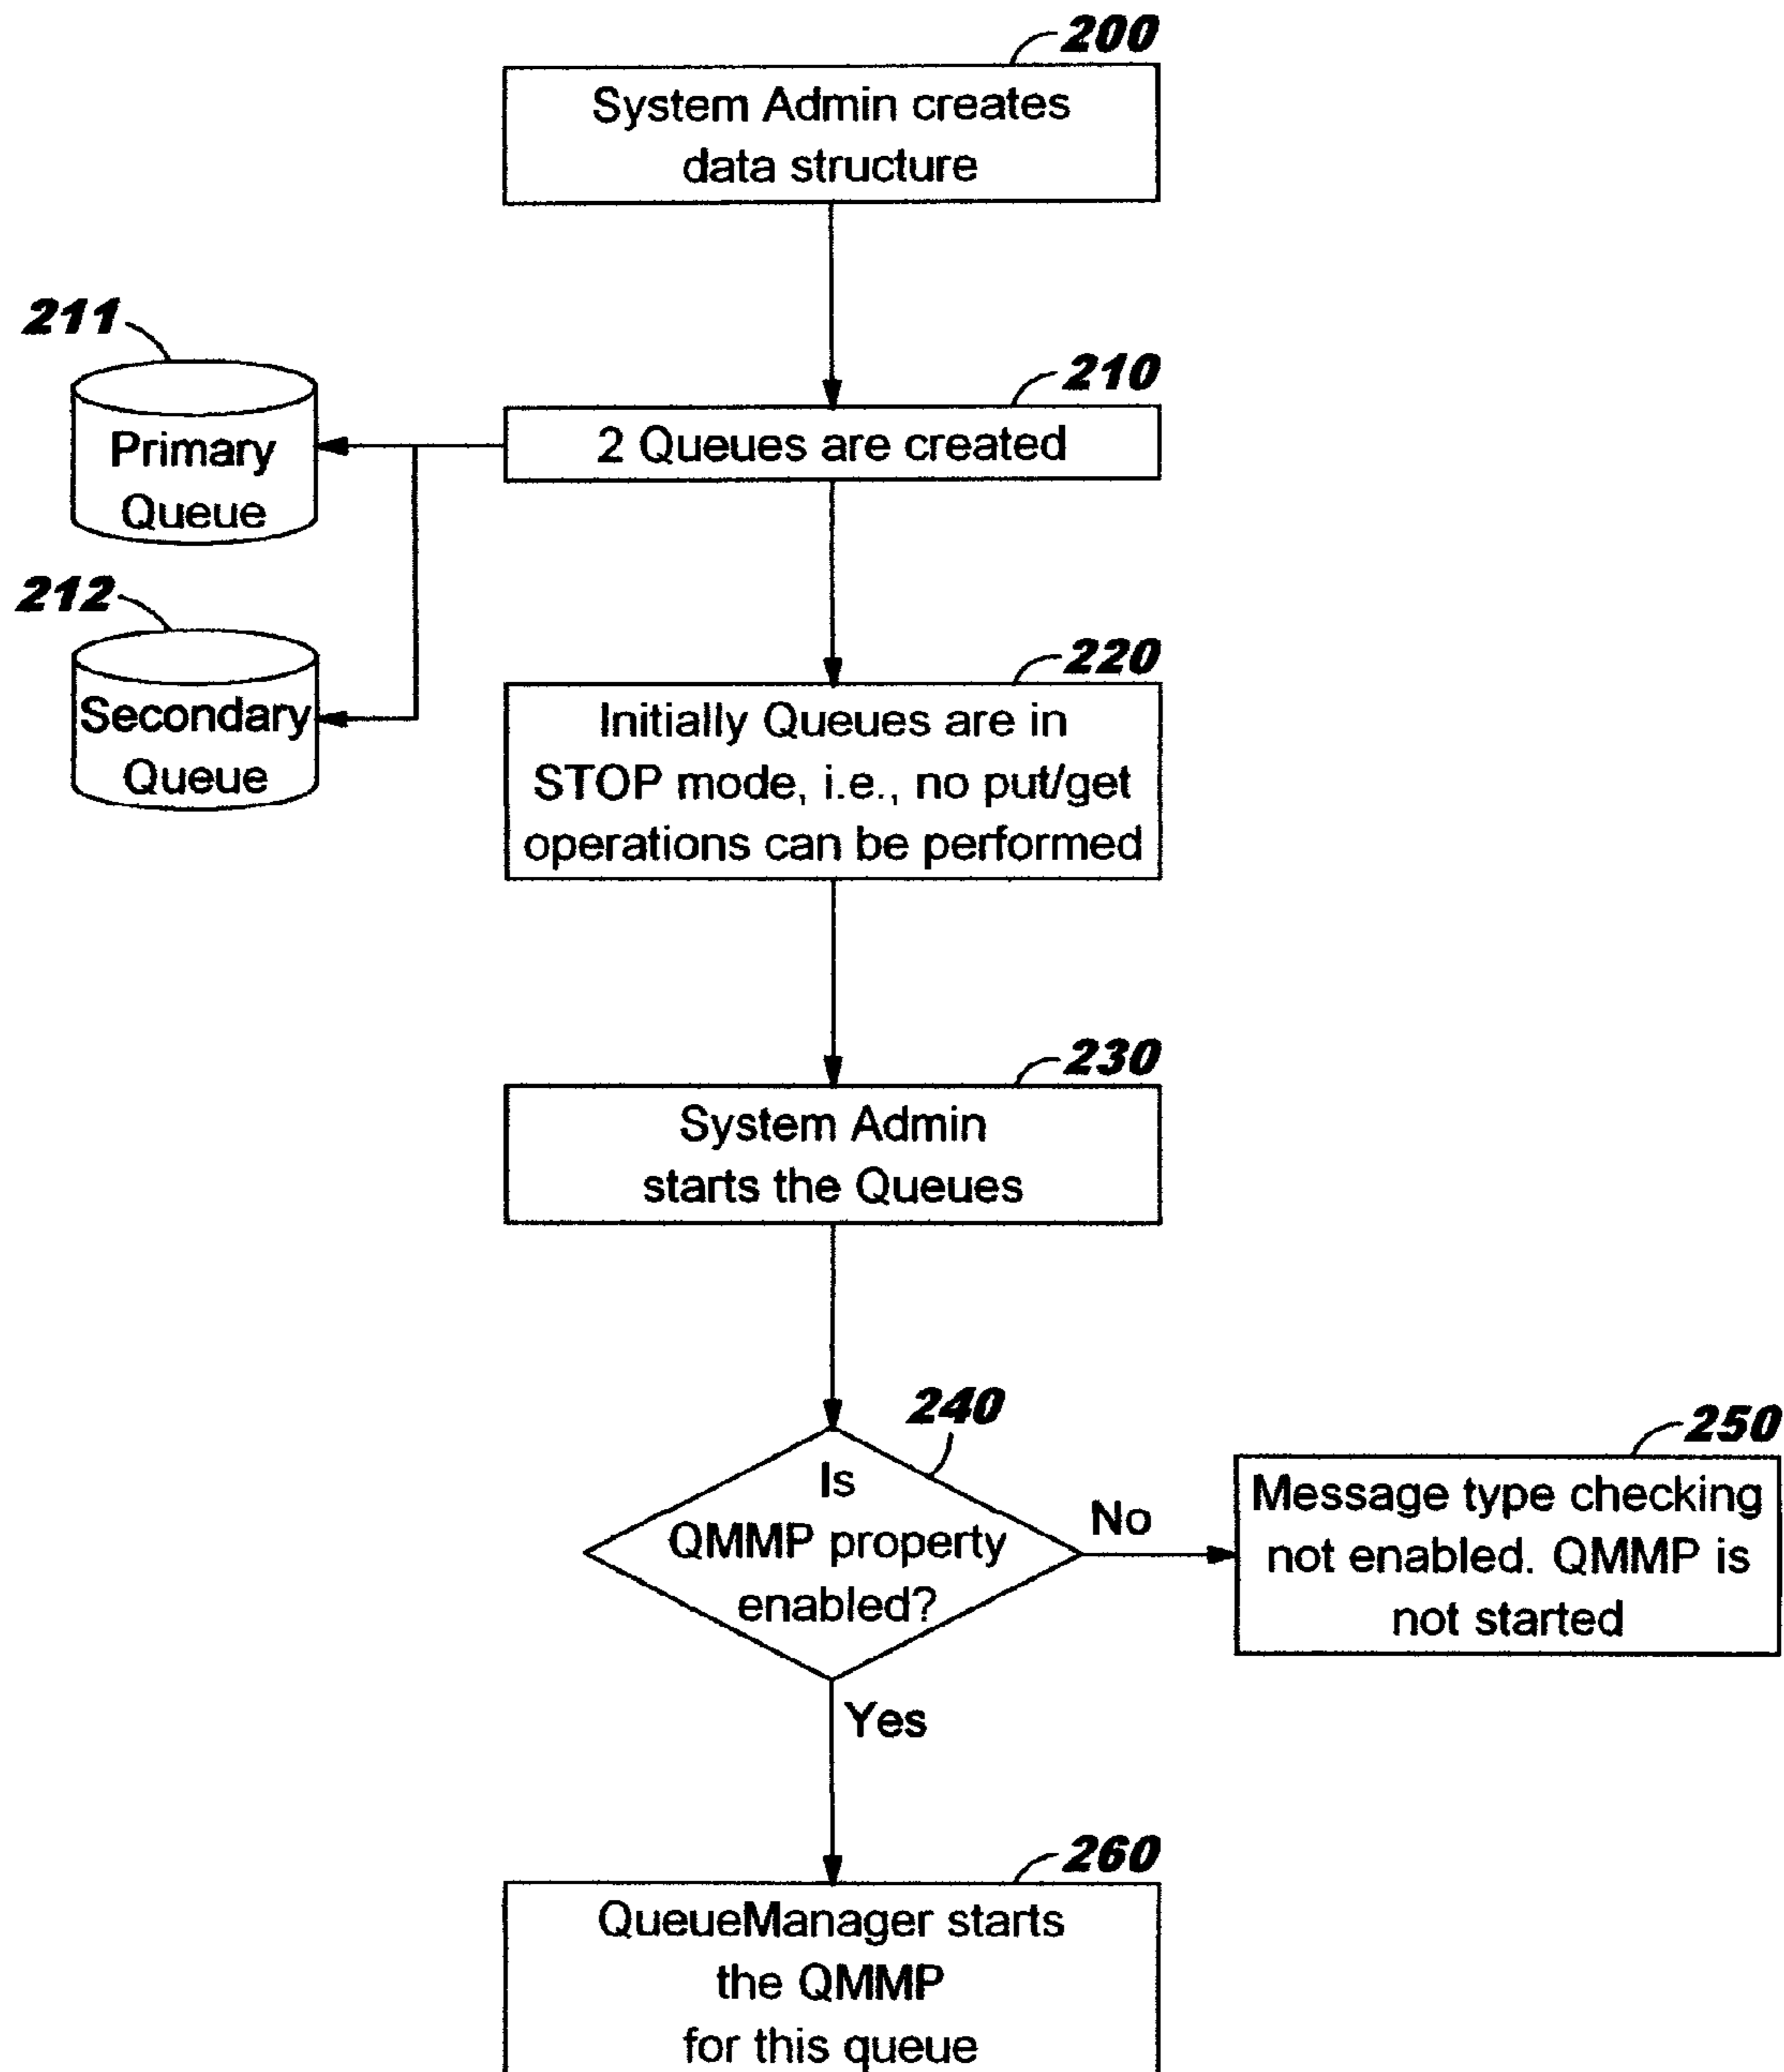 200
System Admin creates
data structure
211
210
Primary
Queue
2 Queues are created
212
Secondary
Queue
220
Initially Queues are in
STOP mode, i.e., no put/get
operations can be performed
230
System Admin
starts the Queues
240
Is
QMMP property
enabled?
No
250
Message type checking
not enabled. QMMP is
not started
Yes
260
QueueManager starts
the QMMP
for this queue